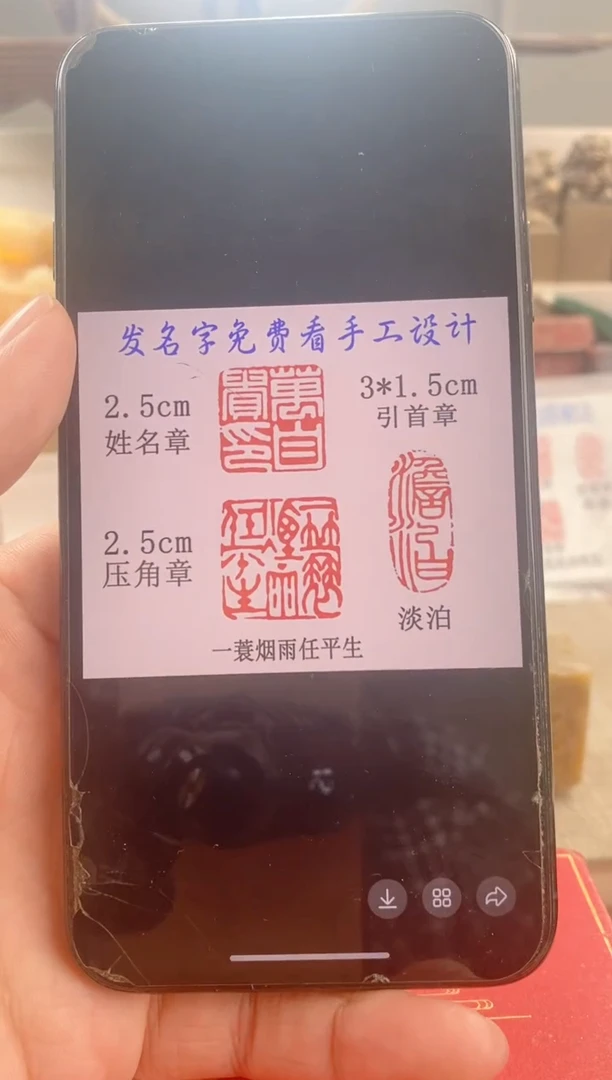 发名字免费看手工设计
2.5cm
姓名章
3*1.5cm
引首章
2.5cm
压角章
淡泊
一蓑烟雨任平生